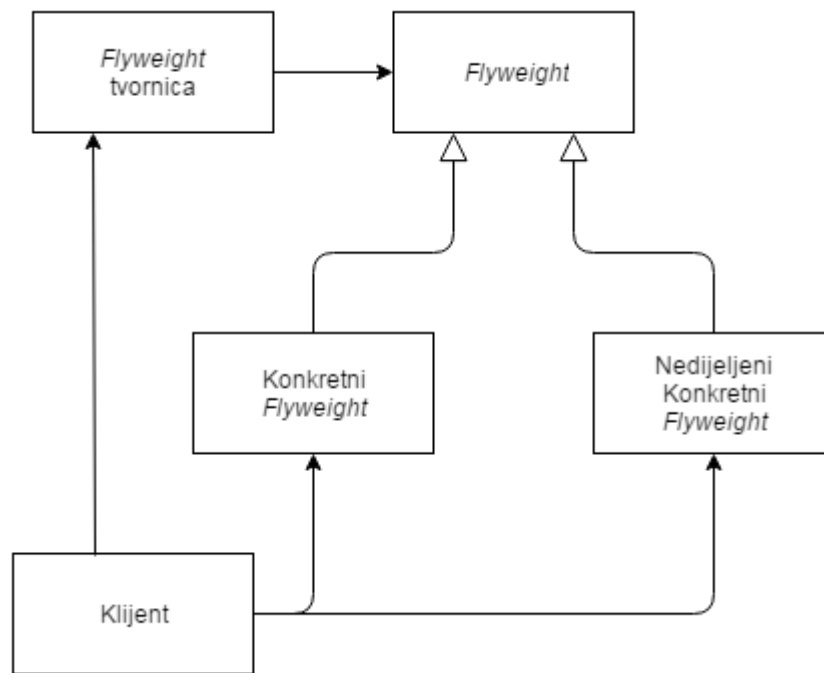 Flyweight
tvornica
Flyweight
Konkretni
Flyweight
Nedijeljeni
Konkretni
Flyweight
Klijent